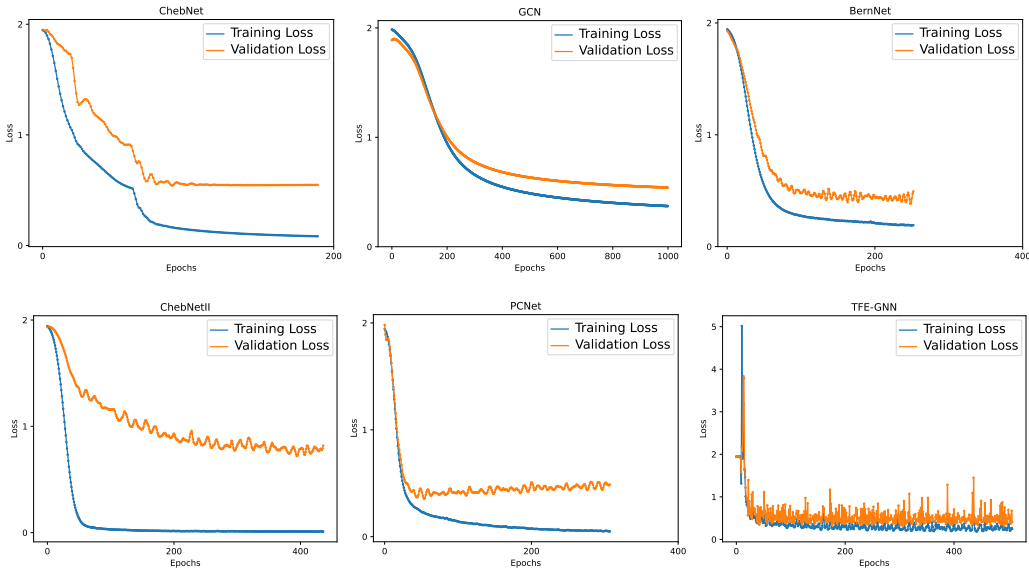 ChebNet
2
1
0
Loss
0
200
Epochs
Training Loss
Validation Loss
GCN
2
1
0
Loss
0
200
400
600
800
1000
Epochs
Training Loss
Validation Loss
BernNet
2
1
0
Loss
0
200
400
Epochs
Training Loss
Validation Loss
ChebNetII
2
1
0
Loss
0
200
400
Epochs
Training Loss
Validation Loss
PCNet
2
1
0
Loss
0
200
400
Epochs
Training Loss
Validation Loss
TFE-GNN
5
4
3
2
1
0
Loss
0
200
400
Epochs
Training Loss
Validation Loss